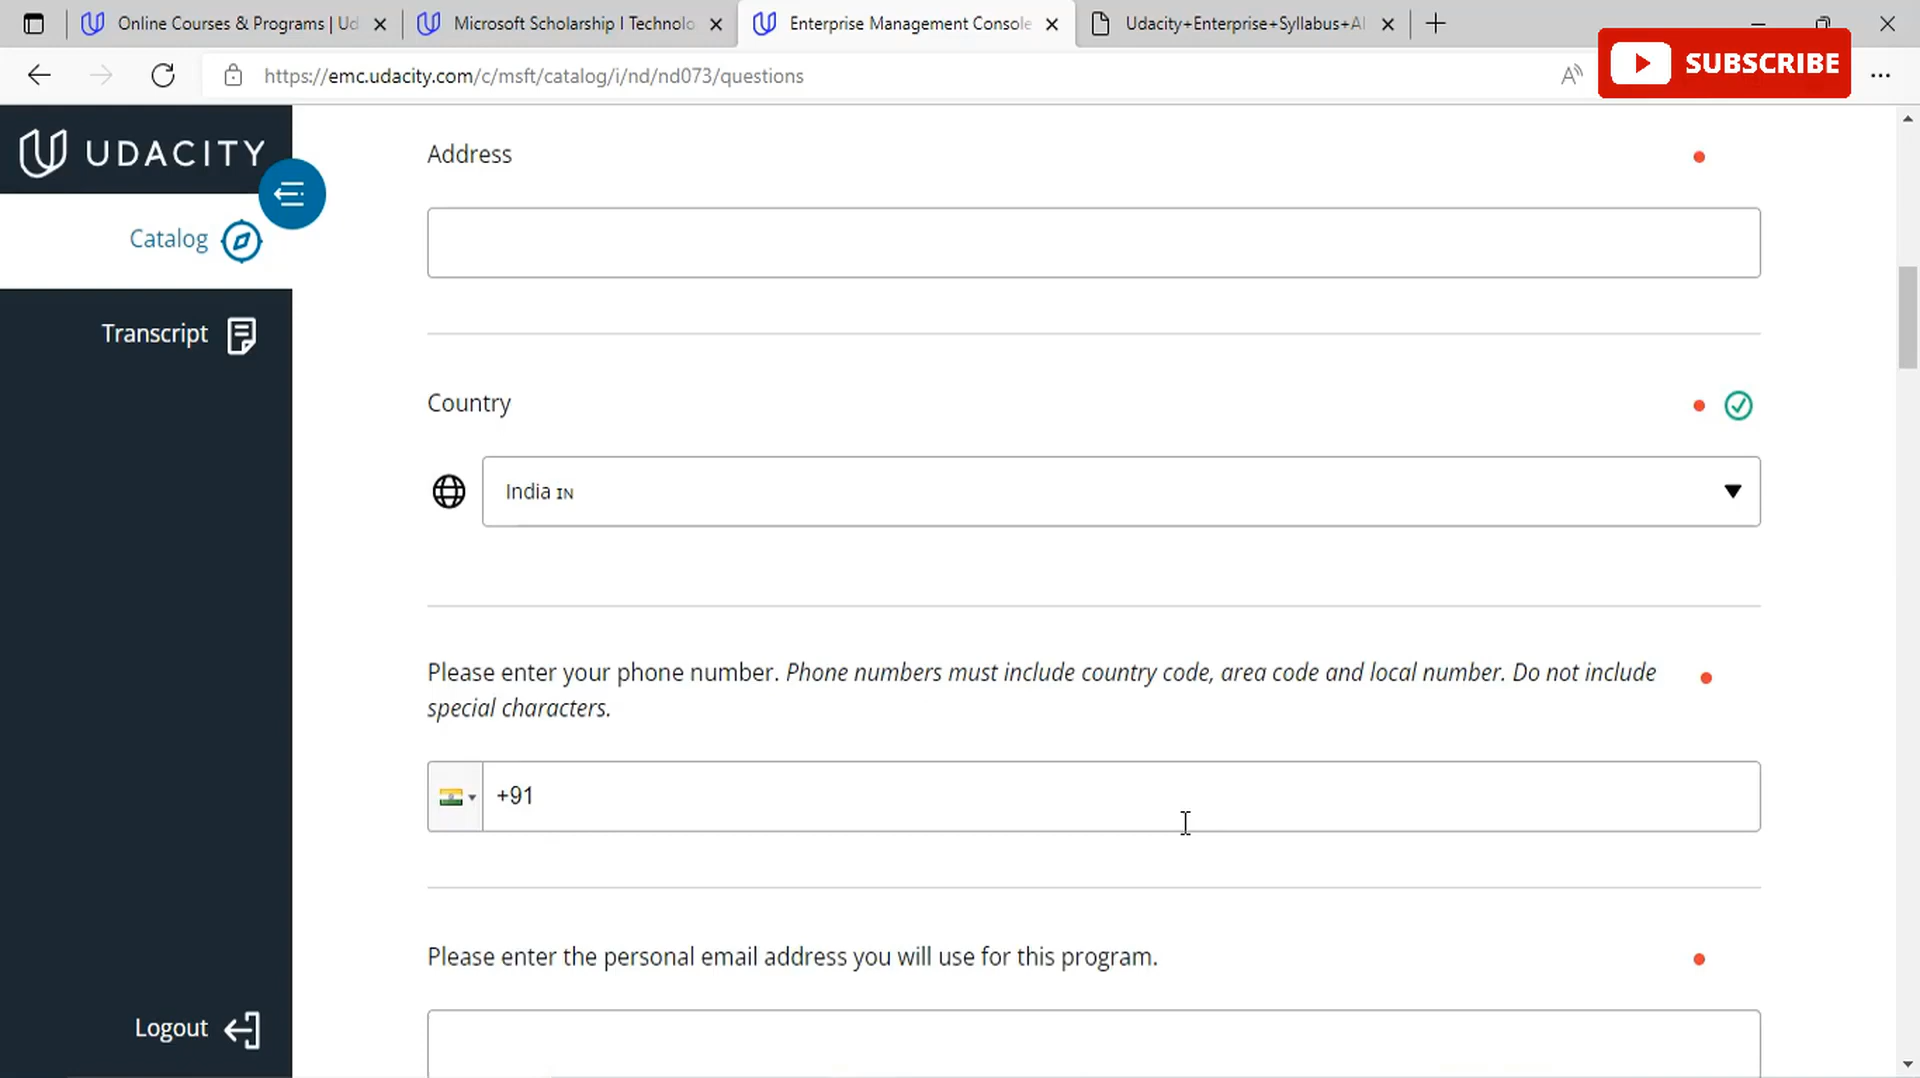 Online Courses & Programs | Ud
Microsoft Scholarship I Technolo
Enterprise Management Console
Udacity+Enterprise+Syllabus+AI
https://emc.udacity.com/c/msft/catalog/i/nd/nd073/questions
SUBSCRIBE
UDACITY
Catalog
Transcript
Logout
Address
Country
India IN
Please enter your phone number. Phone numbers must include country code, area code and local number. Do not include
special characters.
+91
Please enter the personal email address you will use for this program.